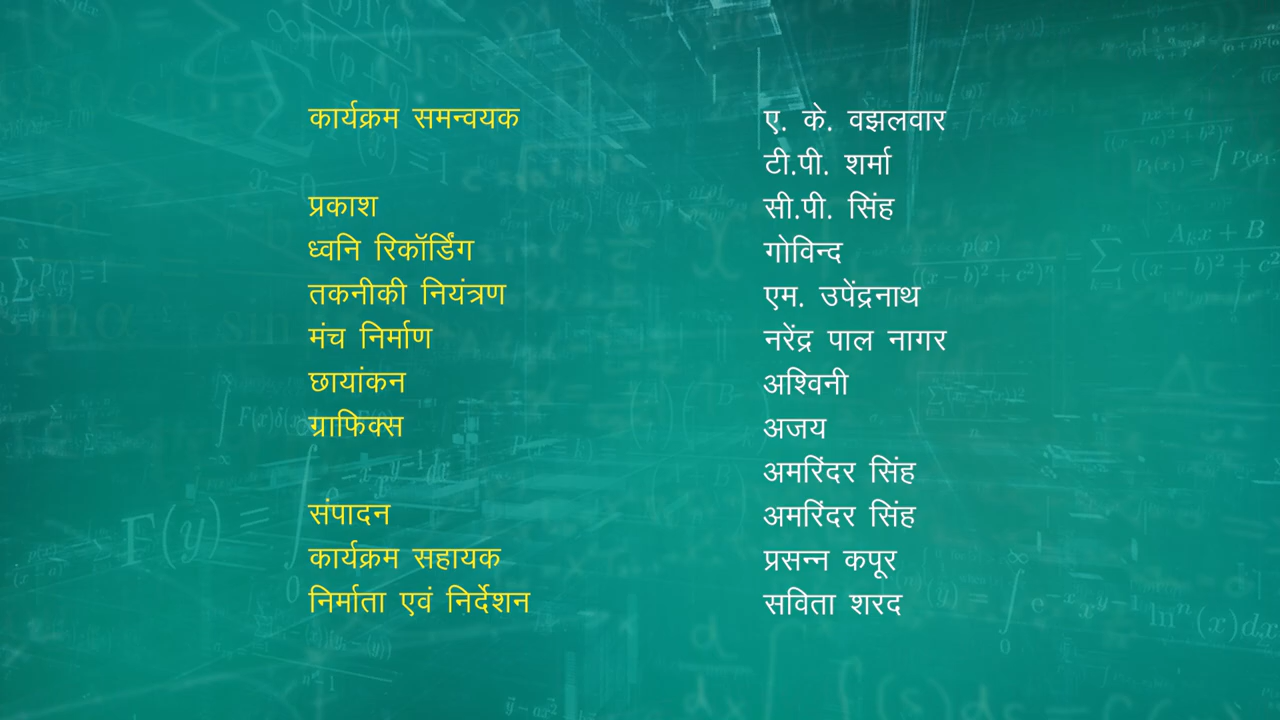 कार्यक्रम समन्वयक ए. के. वझलवार
टी.पी. शर्मा
प्रकाश सी.पी. सिंह
ध्वनि रिकॉर्डिंग गोविन्द
तकनीकी नियंत्रण एम. उपेंद्रनाथ
मंच निर्माण नरेंद्र पाल नागर
छायांकन अश्विनी
ग्राफिक्स अजय
अमरिंदर सिंह
संपादन अमरिंदर सिंह
कार्यक्रम सहायक प्रसन्न कपूर
निर्माता एवं निर्देशन सविता शरद